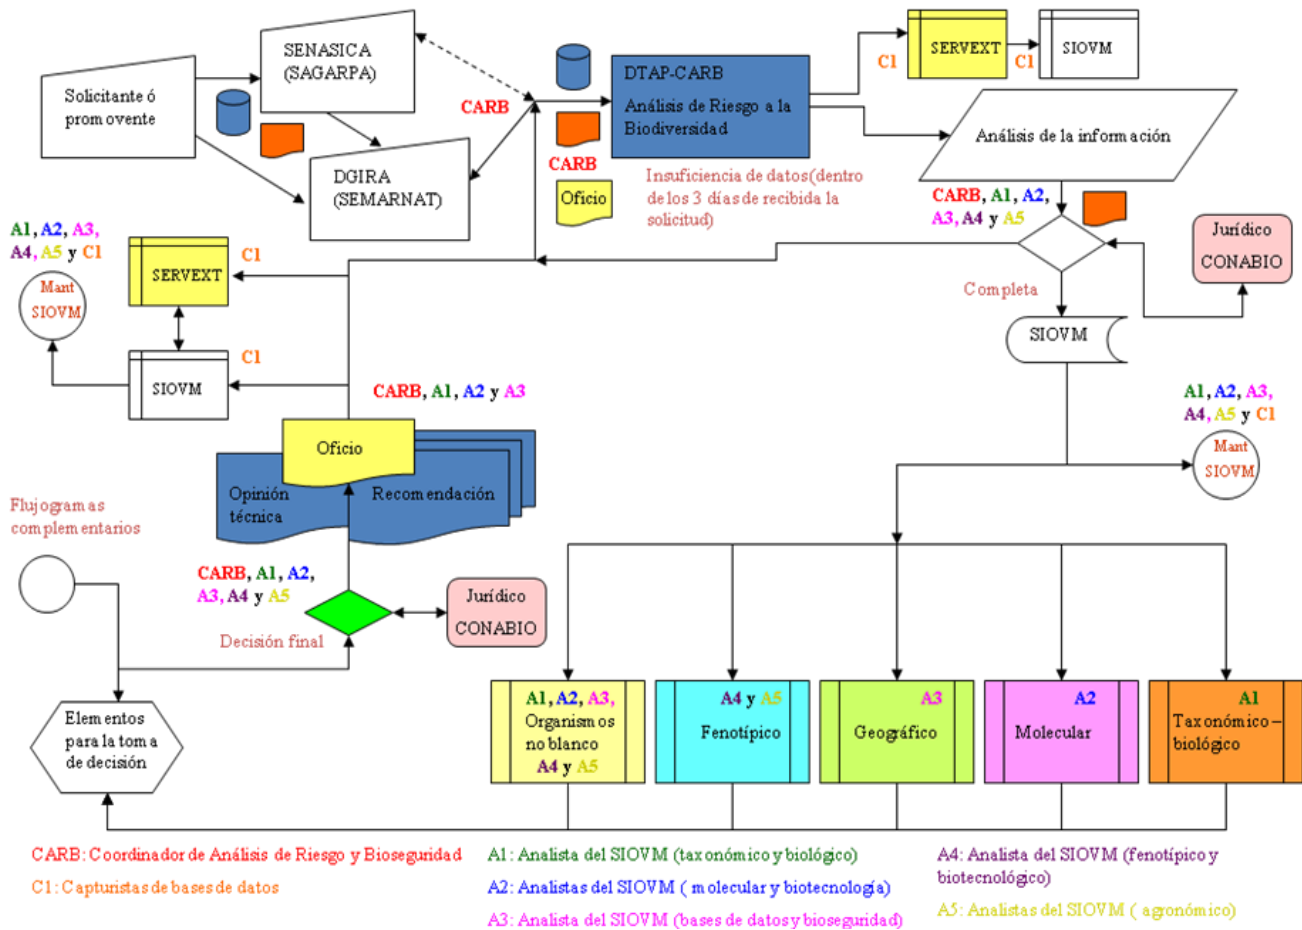 Solicitante ó
promovente
SENASICA
(SAGARPA)
DGIRA
(SEMARNAT)
CARB
CARB
Oficio
DTAP-CARB
Análisis de Riesgo a la
Biodiversidad
C1
SERVEXT
C1
SIOVM
Análisis de la información
Insuficiencia de datos(dentro
de los 3 días de recibida la
solicitud)
CARB, A1, A2,
A3, A4 y A5
Jurídico
CONABIO
Completa
SIOVM
A1, A2, A3,
A4, A5 y C1
Mant
SIOVM
SERVEXT
C1
SIOVM
C1
CARB, A1, A2 y A3
A1, A2, A3,
A4, A5 y C1
Mant
SIOVM
Oficio
Opinión
técnica
Recomendación
Flujogramas
complementarios
CARB, A1, A2,
A3, A4 y A5
Decisión final
Jurídico
CONABIO
Elementos
para la toma
de decisión
A1, A2, A3,
Organismos
no blanco
A4 y A5
A4 y A5
Fenotípico
A3
Geográfico
A2
Molecular
A1
Taxonómico–
biológico
CARB: Coordinador de Análisis de Riesgo y Bioseguridad
C1: Capturistas de bases de datos
A1: Analista del SIOVM (taxonómico y biológico)
A2: Analistas del SIOVM ( molecular y biotecnología)
A3: Analista del SIOVM (bases de datos y bioseguridad)
A4: Analista del SIOVM (fenotípico y
biotecnológico)
A5: Analistas del SIOVM ( agronómico)